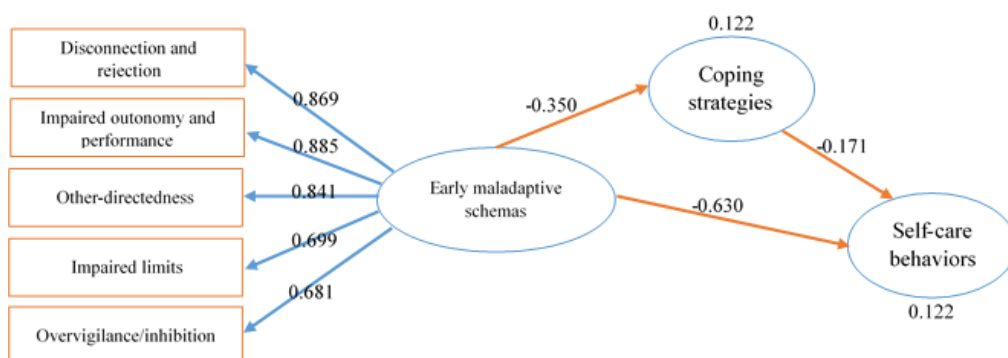 Disconnection and
rejection
Impaired outonomy and
performance
Other-directedness
Impaired limits
Overvigilance/inhibition
0.869
0.885
0.841
0.699
0.681
Early maladaptive
schemas
-0.350
-0.630
0.122
Coping
strategies
-0.171
Self-care
behaviors
0.122